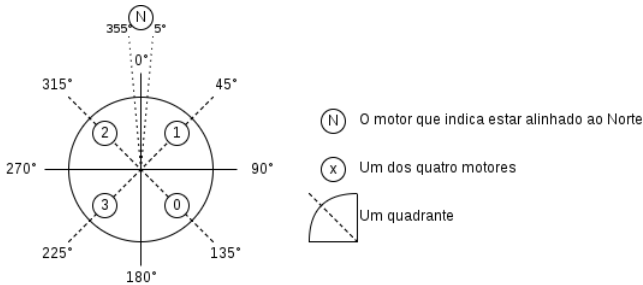 N
355° 5°
0°
315° 45°
2 1
270° 90°
3 0
225° 135°
180°
N O motor que indica estar alinhado ao Norte
x Um dos quatro motores
Um quadrante